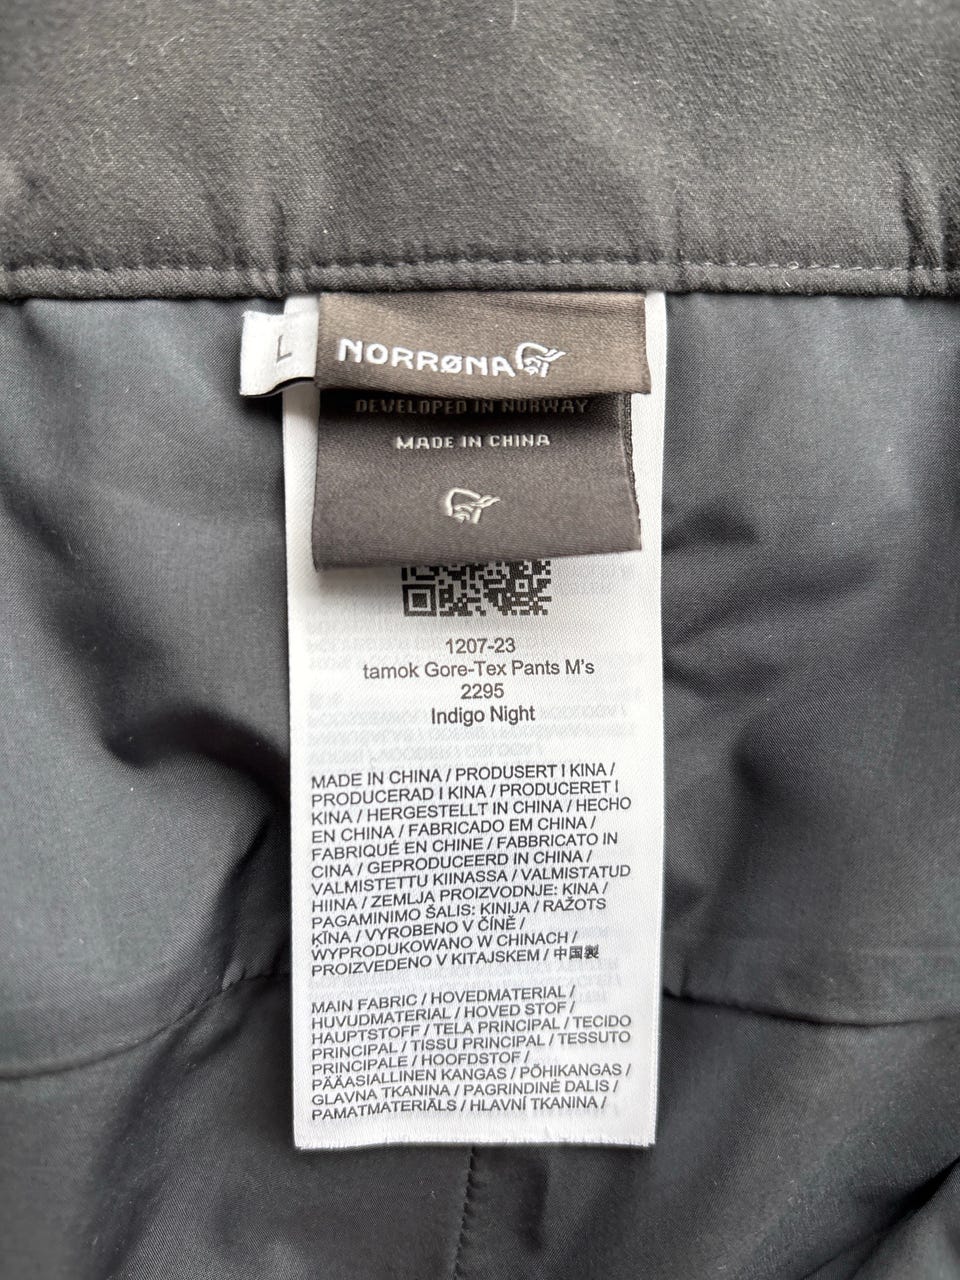 L
NORRØNA
DEVELOPED IN NORWAY
MADE IN CHINA
1207-23
tamok Gore-Tex Pants M's
2295
Indigo Night
MADE IN CHINA / PRODUSERT I KINA /
PRODUCERAD I KINA / PRODUCERET I
KINA / HERGESTELLT IN CHINA / HECHO
EN CHINA / FABRICADO EM CHINA /
FABRIQUÉ EN CHINE / FABBRICATO IN
CINA / GEPRODUCEERD IN CHINA /
VALMISTETTU KIINASSA / VALMISTATUD
HIINA / ZEMLJA PROIZVODNJE: KINA /
PAGAMINIMO ŠALIS: KINIJA / RAŽOTS
ĶĪNA / VYROBENO V ČÍNĚ /
WYPRODUKOWANO W CHINACH /
PROIZVEDENO V KITAJSKEM / 中国製
MAIN FABRIC / HOVEDMATERIAL /
HUVUDMATERIAL / HOVED STOF /
HAUPTSTOFF / TELA PRINCIPAL / TECIDO
PRINCIPAL / TISSU PRINCIPAL / TESSUTO
PRINCIPALE / HOOFDSTOF /
PÄÄASIALLINEN KANGAS / PÕHIKANGAS /
GLAVNA TKANINA / PAGRINDINĖ DALIS /
PAMATMATERIĀLS / HLAVNÍ TKANINA /